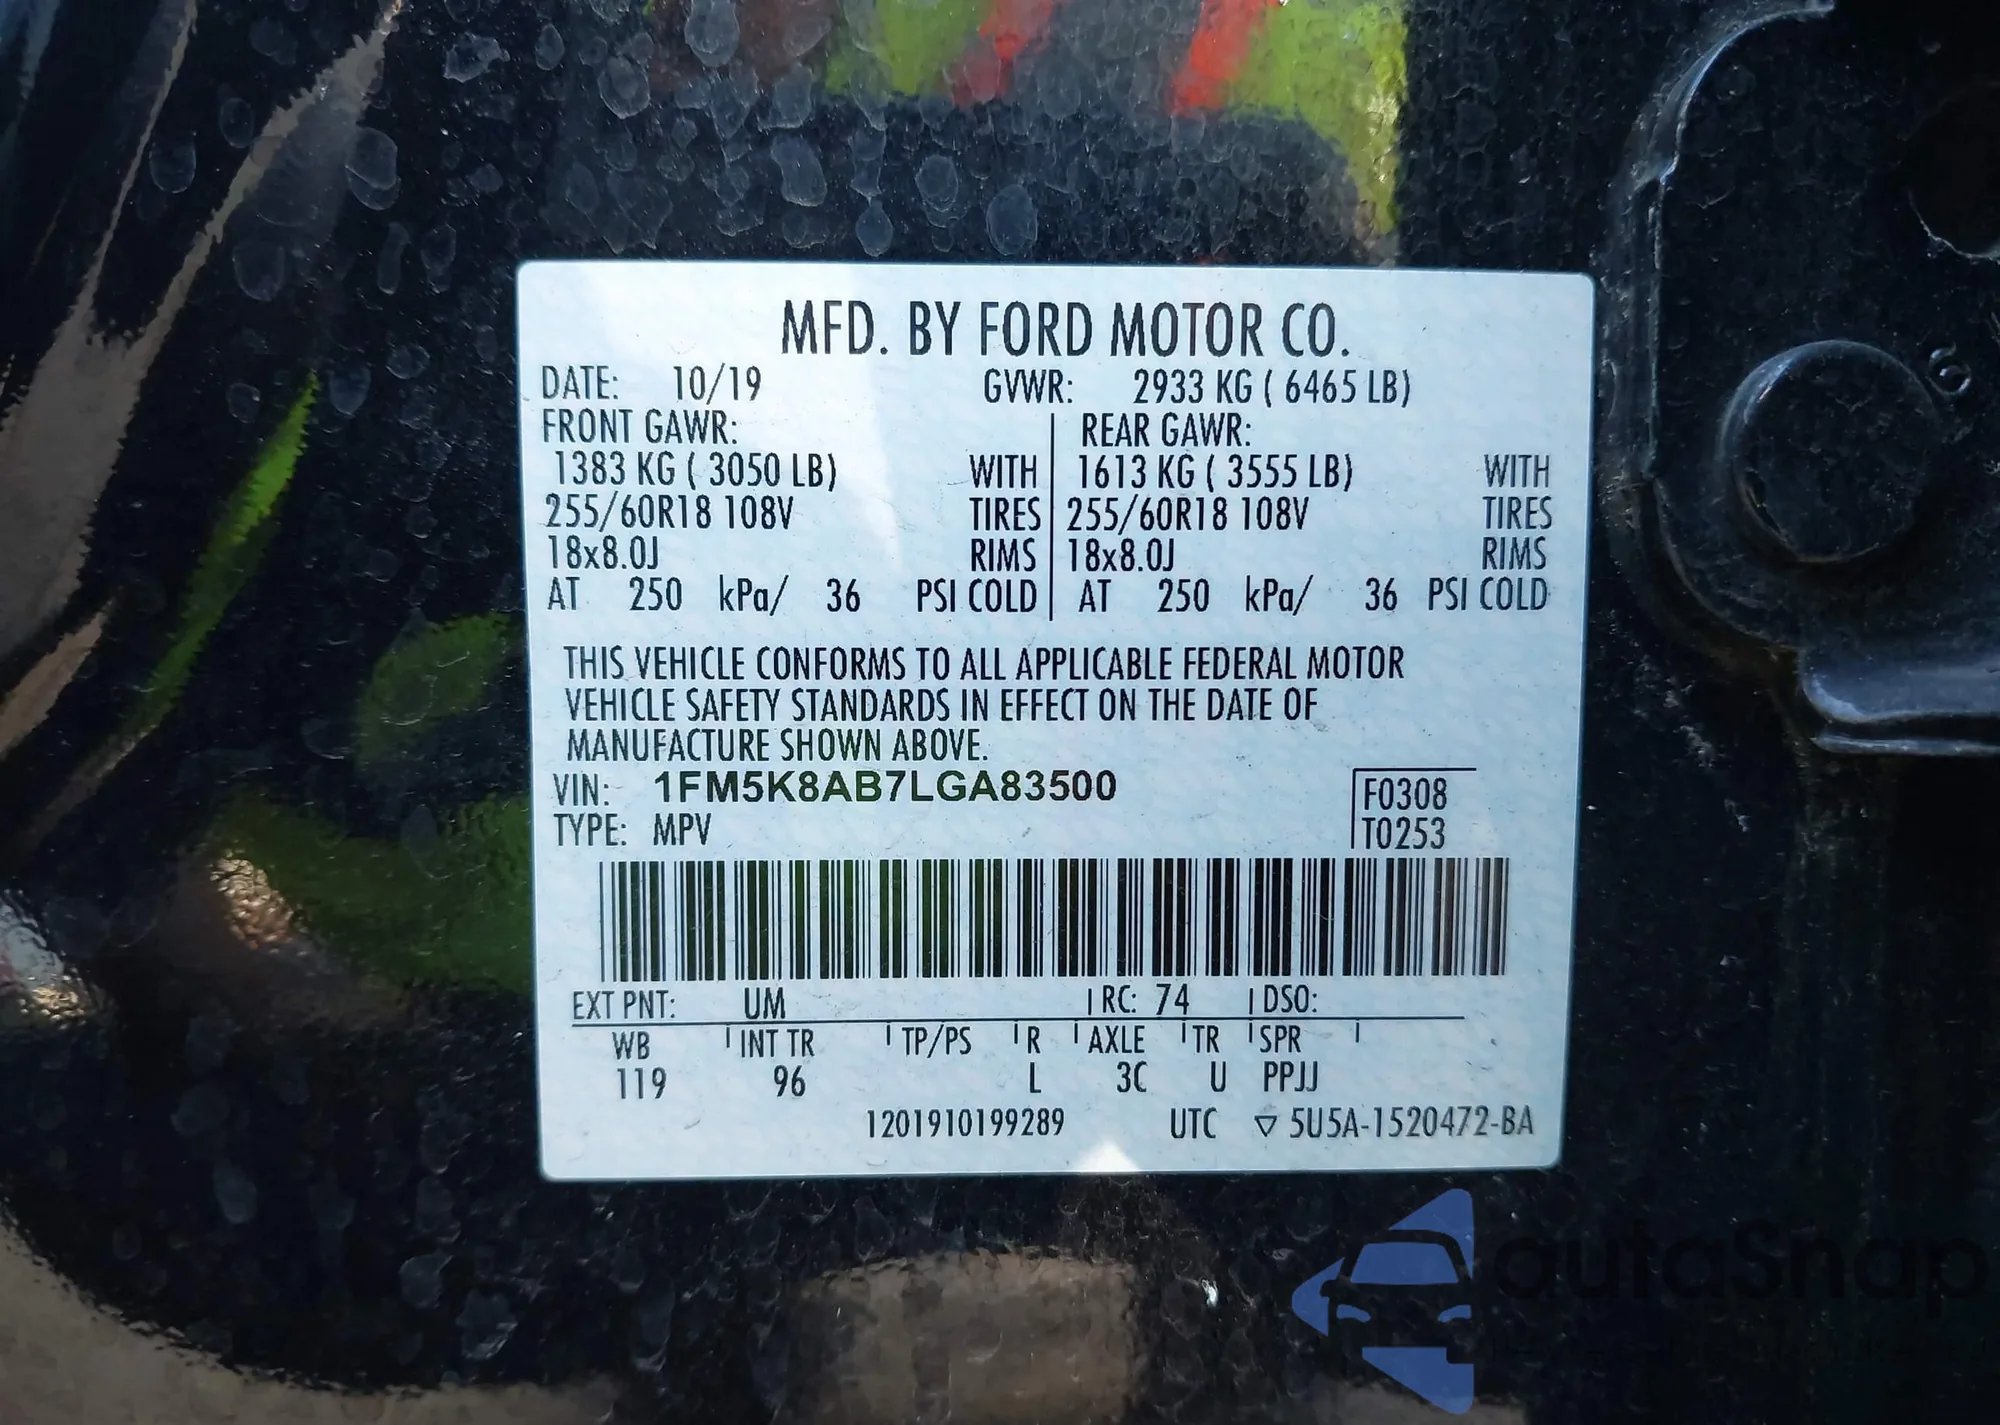 MFD. BY FORD MOTOR CO.
DATE: 10/19 GVWR: 2933 KG ( 6465 LB)
FRONT GAWR: REAR GAWR:
1383 KG ( 3050 LB) WITH 1613 KG ( 3555 LB) WITH
255/60R18 108V TIRES 255/60R18 108V TIRES
18x8.0J RIMS 18x8.0J RIMS
AT 250 kPa/ 36 PSI COLD AT 250 kPa/ 36 PSI COLD
THIS VEHICLE CONFORMS TO ALL APPLICABLE FEDERAL MOTOR
VEHICLE SAFETY STANDARDS IN EFFECT ON THE DATE OF
MANUFACTURE SHOWN ABOVE.
VIN: 1FM5K8AB7LGA83500 F0308
TYPE: MPV T0253
EXT PNT: UM RC: 74 DSO:
WB INT TR TP/PS R AXLE TR SPR
119 96 L 3C U PPJJ
1201910199289 UTC ▽ 5U5A-1520472-BA
autaSnap